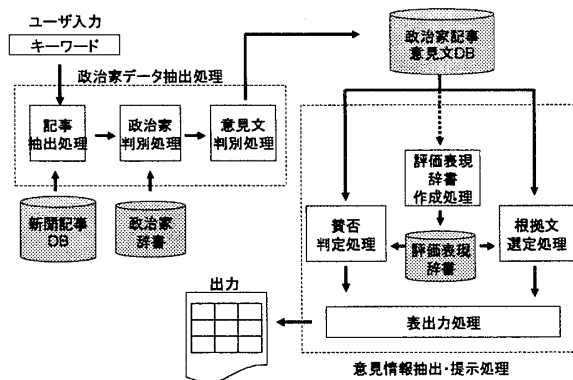 ユーザ入力
キーワード
政治家データ抽出処理
記事
抽出処理
政治家
判別処理
意見文
判別処理
新聞記事
DB
政治家
辞書
政治家記事
意見文DB
評価表現
辞書
作成処理
賛否
判定処理
評価表現
辞書
根拠文
選定処理
表出力処理
出力
意見情報抽出・提示処理